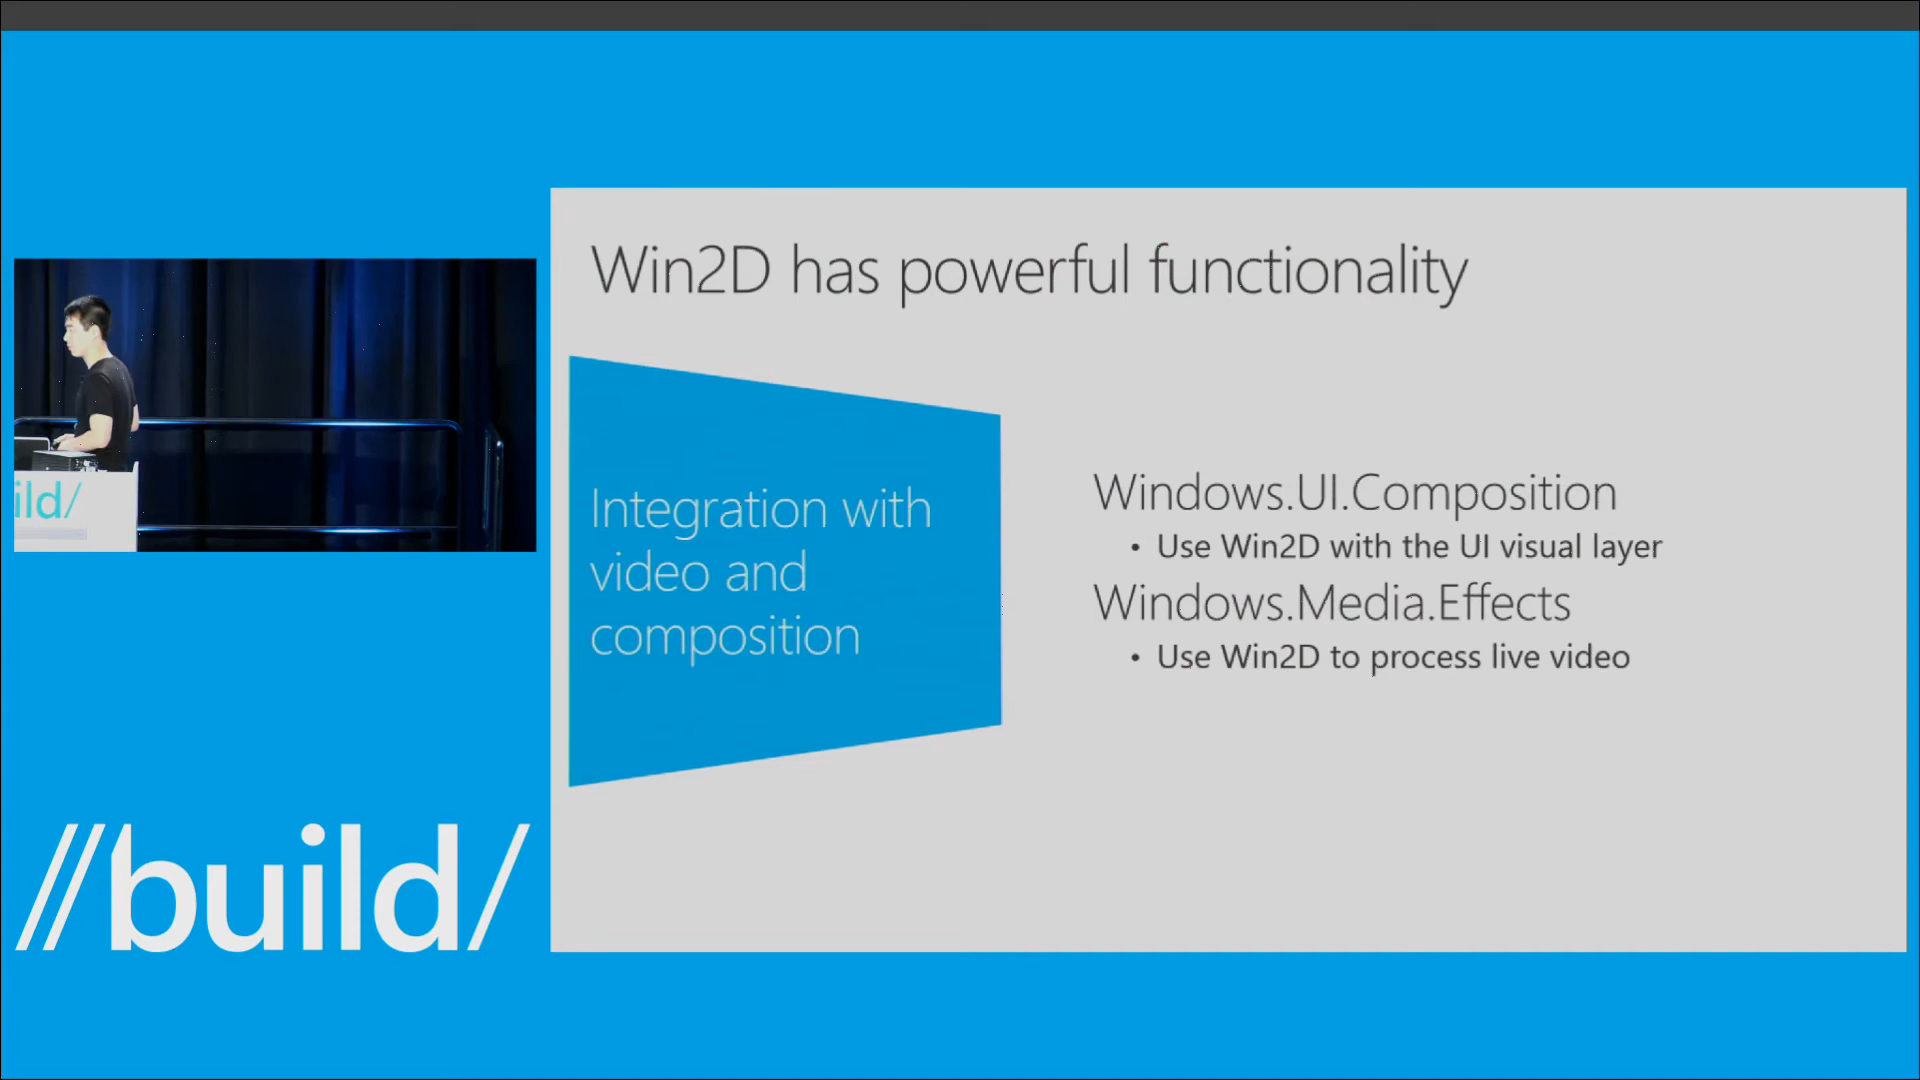 Win2D has powerful functionality
Integration with
video and
composition
Windows.UI.Composition
• Use Win2D with the UI visual layer
Windows.Media.Effects
• Use Win2D to process live video
ild/
//build/